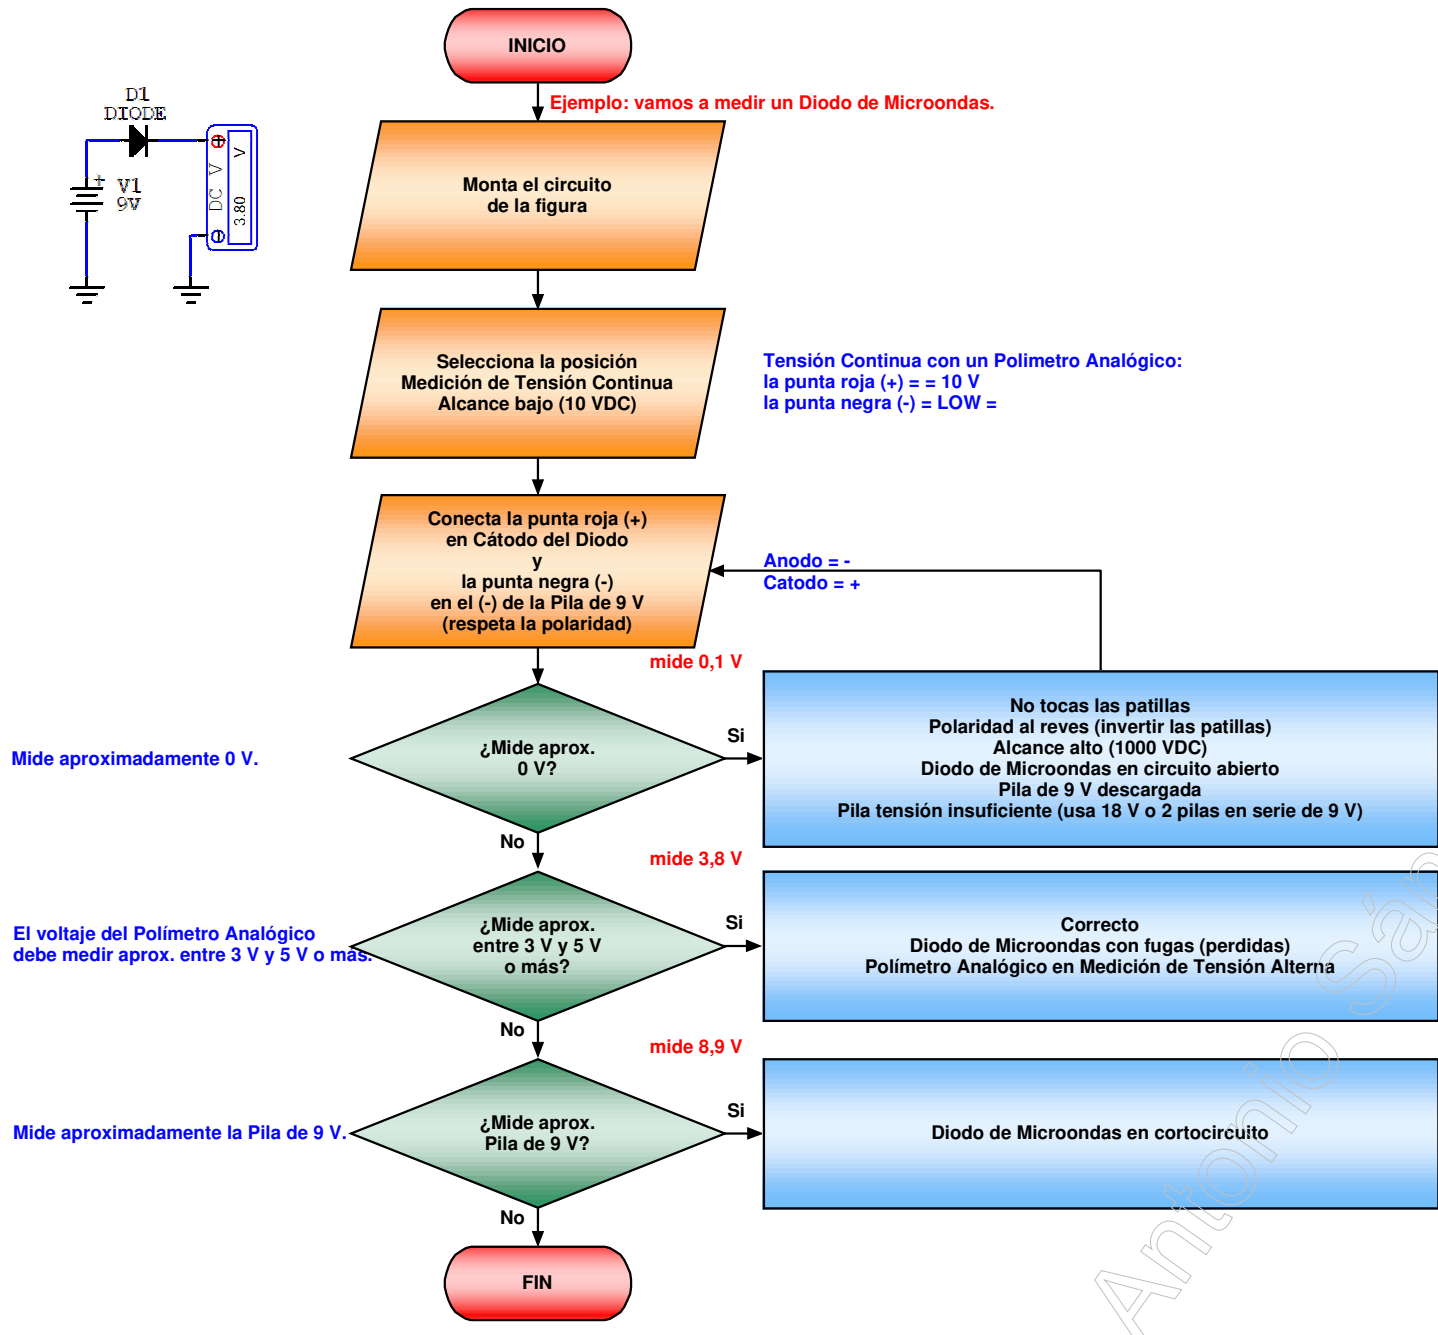 INICIO
Ejemplo: vamos a medir un Diodo de Microondas.
D1
DIODE
V1
9V
DC V
V
3.80
Monta el circuito
de la figura
Selecciona la posición
Medición de Tensión Continua
Alcance bajo (10 VDC)
Tensión Continua con un Polimetro Analógico:
la punta roja (+) = = 10 V
la punta negra (-) = LOW =
Conecta la punta roja (+)
en Cátodo del Diodo
y
la punta negra (-)
en el (-) de la Pila de 9 V
(respeta la polaridad)
Anodo = -
Catodo = +
mide 0,1 V
Mide aproximadamente 0 V.
¿Mide aprox.
0 V?
Si
No tocas las patillas
Polaridad al reves (invertir las patillas)
Alcance alto (1000 VDC)
Diodo de Microondas en circuito abierto
Pila de 9 V descargada
Pila tensión insuficiente (usa 18 V o 2 pilas en serie de 9 V)
No
mide 3,8 V
El voltaje del Polímetro Analógico
debe medir aprox. entre 3 V y 5 V o más.
¿Mide aprox.
entre 3 V y 5 V
o más?
Si
Correcto
Diodo de Microondas con fugas (perdidas)
Polímetro Analógico en Medición de Tensión Alterna
No
mide 8,9 V
Mide aproximadamente la Pila de 9 V.
¿Mide aprox.
Pila de 9 V?
Si
Diodo de Microondas en cortocircuito
No
FIN
Antonio